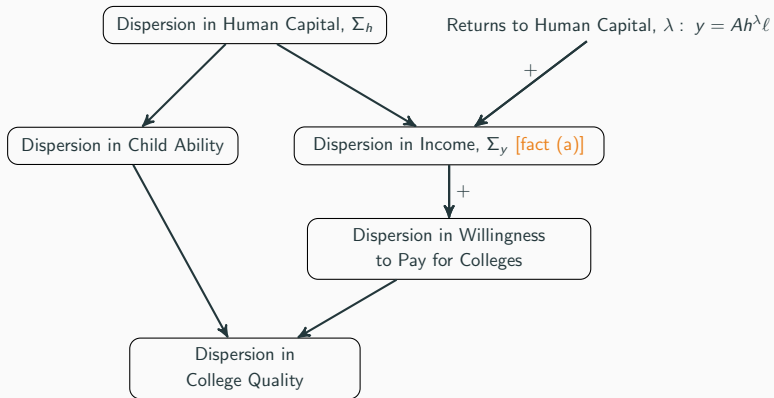 Dispersion in Human Capital, Σ_h
Returns to Human Capital, λ : y = Ah^λ ℓ
+
Dispersion in Child Ability
Dispersion in Income, Σ_y [fact (a)]
+
Dispersion in Willingness
to Pay for Colleges
Dispersion in
College Quality